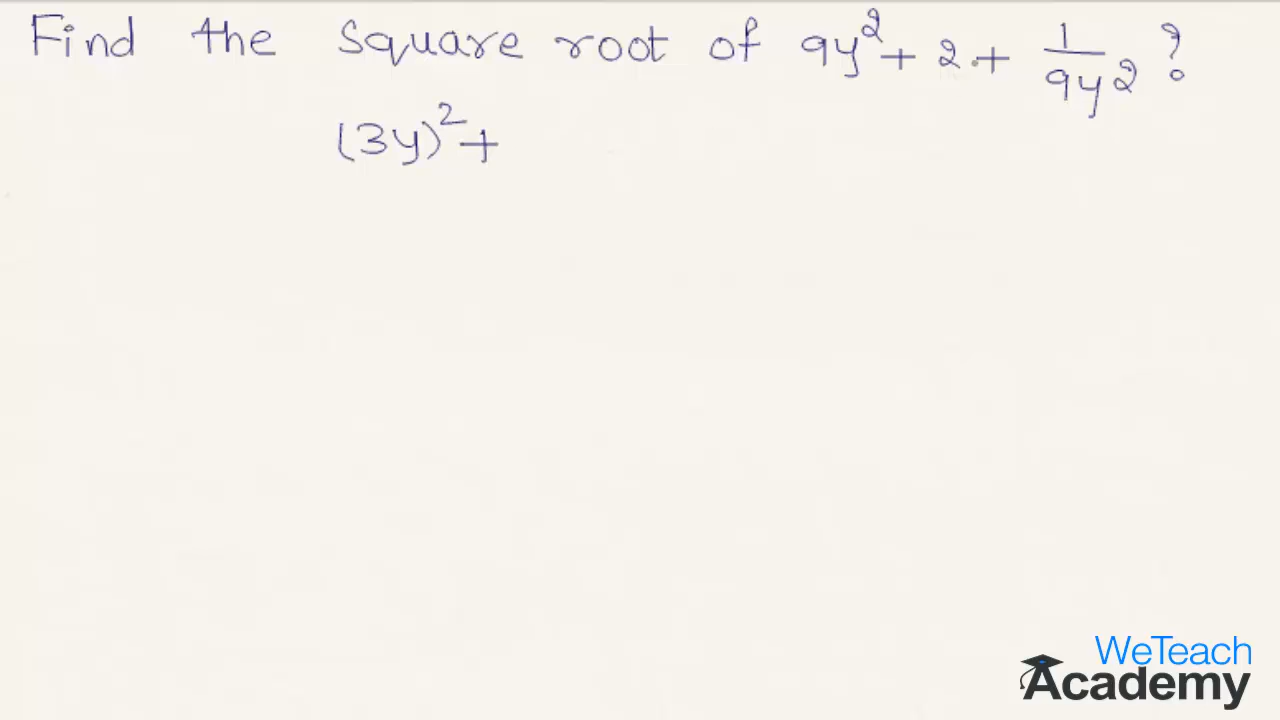 Find the square root of 9y² + 2 + 1/9y² ?
(3y)² +
WeTeach
Academy